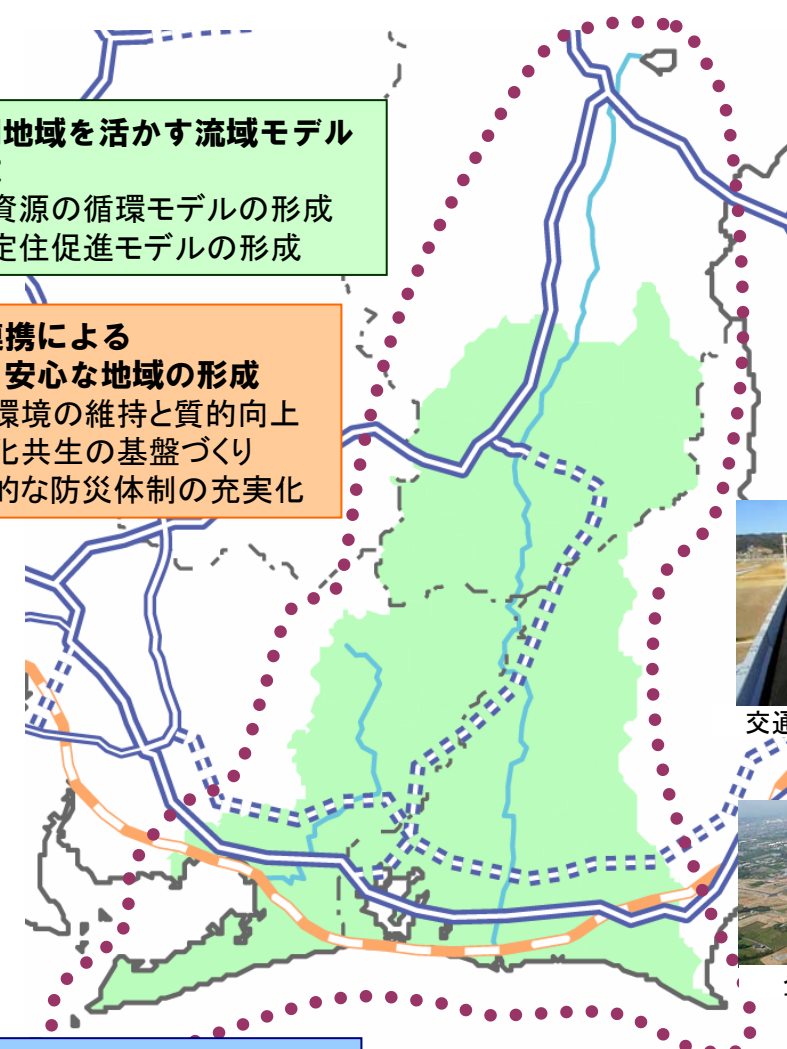 地域を活かす流域モデル
資源の循環モデルの形成
定住促進モデルの形成
携による
安心な地域の形成
環境の維持と質的向上
化共生の基盤づくり
的な防災体制の充実化
交通